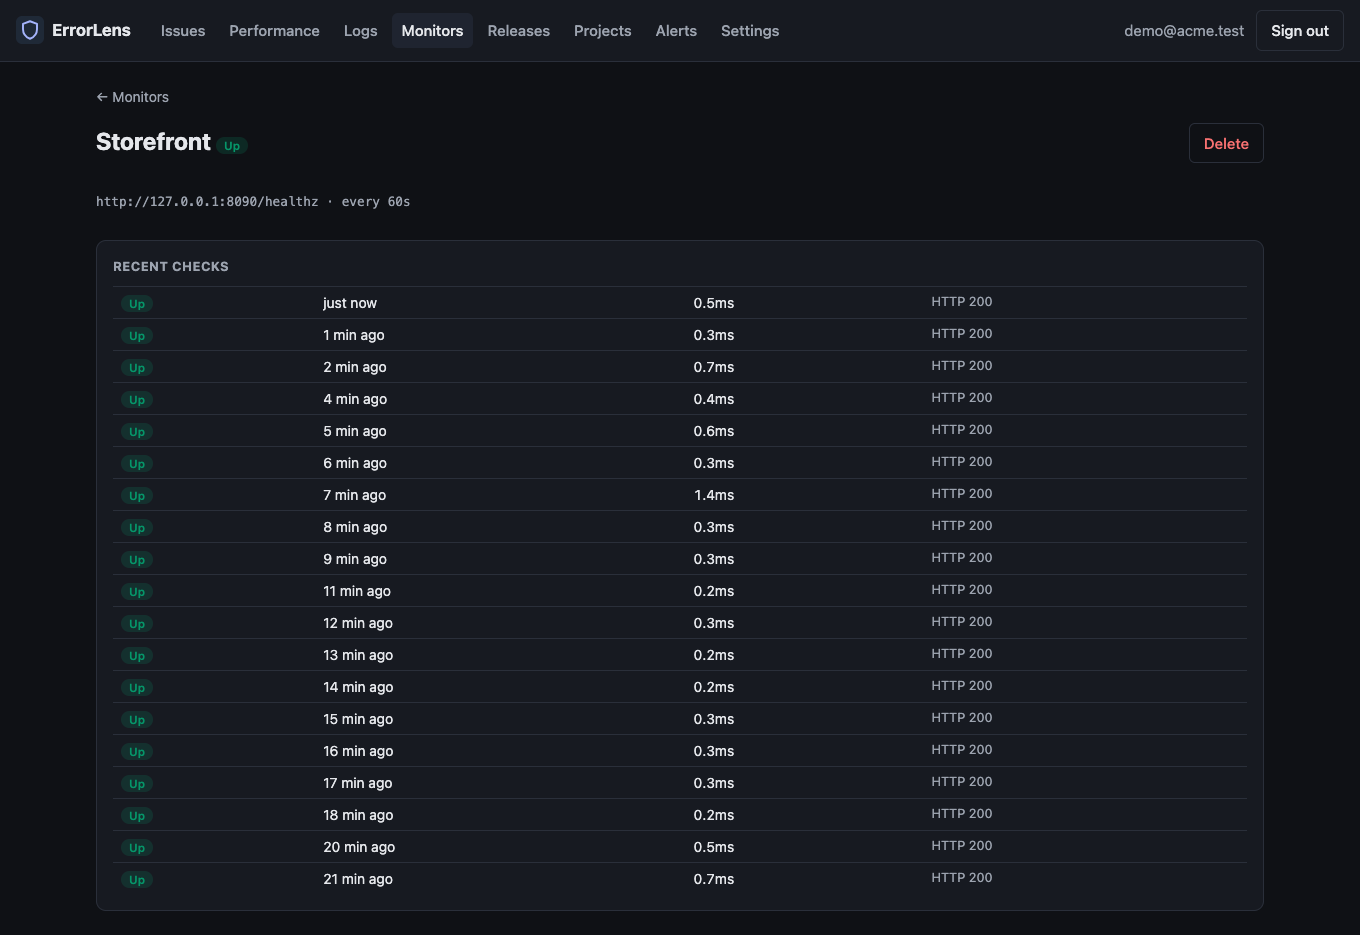 ErrorLens Issues Performance Logs Monitors Releases Projects Alerts Settings demo@acme.test Sign out
← Monitors
Storefront Up Delete
http://127.0.0.1:8090/healthz · every 60s
RECENT CHECKS
Up just now 0.5ms HTTP 200
Up 1 min ago 0.3ms HTTP 200
Up 2 min ago 0.7ms HTTP 200
Up 4 min ago 0.4ms HTTP 200
Up 5 min ago 0.6ms HTTP 200
Up 6 min ago 0.3ms HTTP 200
Up 7 min ago 1.4ms HTTP 200
Up 8 min ago 0.3ms HTTP 200
Up 9 min ago 0.3ms HTTP 200
Up 11 min ago 0.2ms HTTP 200
Up 12 min ago 0.3ms HTTP 200
Up 13 min ago 0.2ms HTTP 200
Up 14 min ago 0.2ms HTTP 200
Up 15 min ago 0.3ms HTTP 200
Up 16 min ago 0.3ms HTTP 200
Up 17 min ago 0.3ms HTTP 200
Up 18 min ago 0.2ms HTTP 200
Up 20 min ago 0.5ms HTTP 200
Up 21 min ago 0.7ms HTTP 200